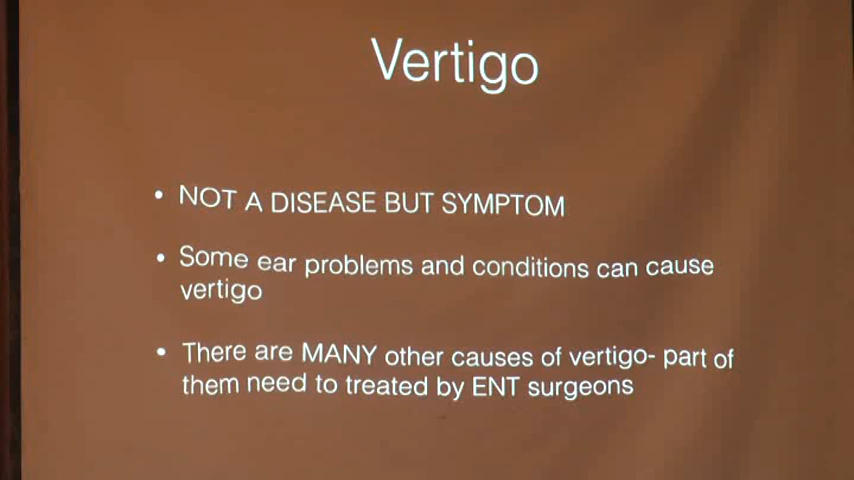 Vertigo
• NOT A DISEASE BUT SYMPTOM
• Some ear problems and conditions can cause
vertigo
• There are MANY other causes of vertigo- part of
them need to treated by ENT surgeons